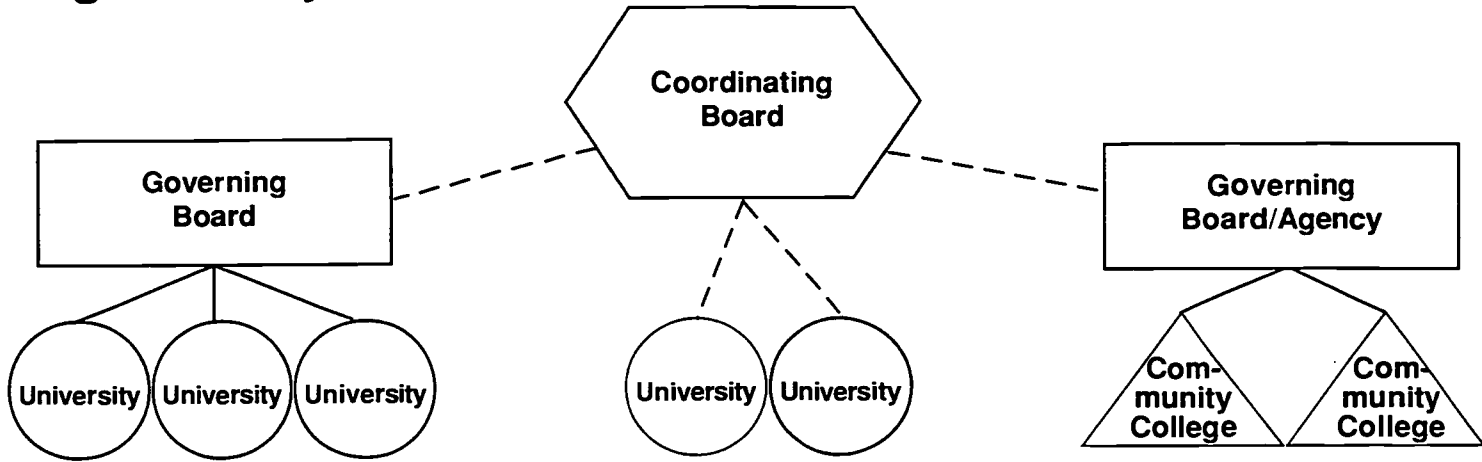 Coordinating
Board
Governing
Board
Governing
Board/Agency
University
University
University
University
University
Com-
munity
College
Com-
munity
College